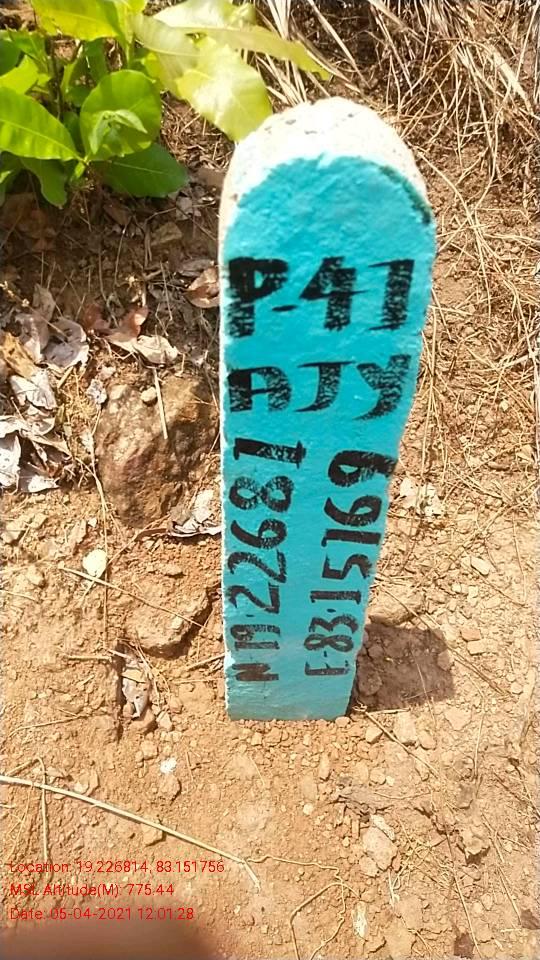 P-41
AJY
N-19.22681
E-83.15169
Location: 19.226814, 83.151756
MSL Altitude(M): 775.44
Date: 05-04-2021 12:01:28